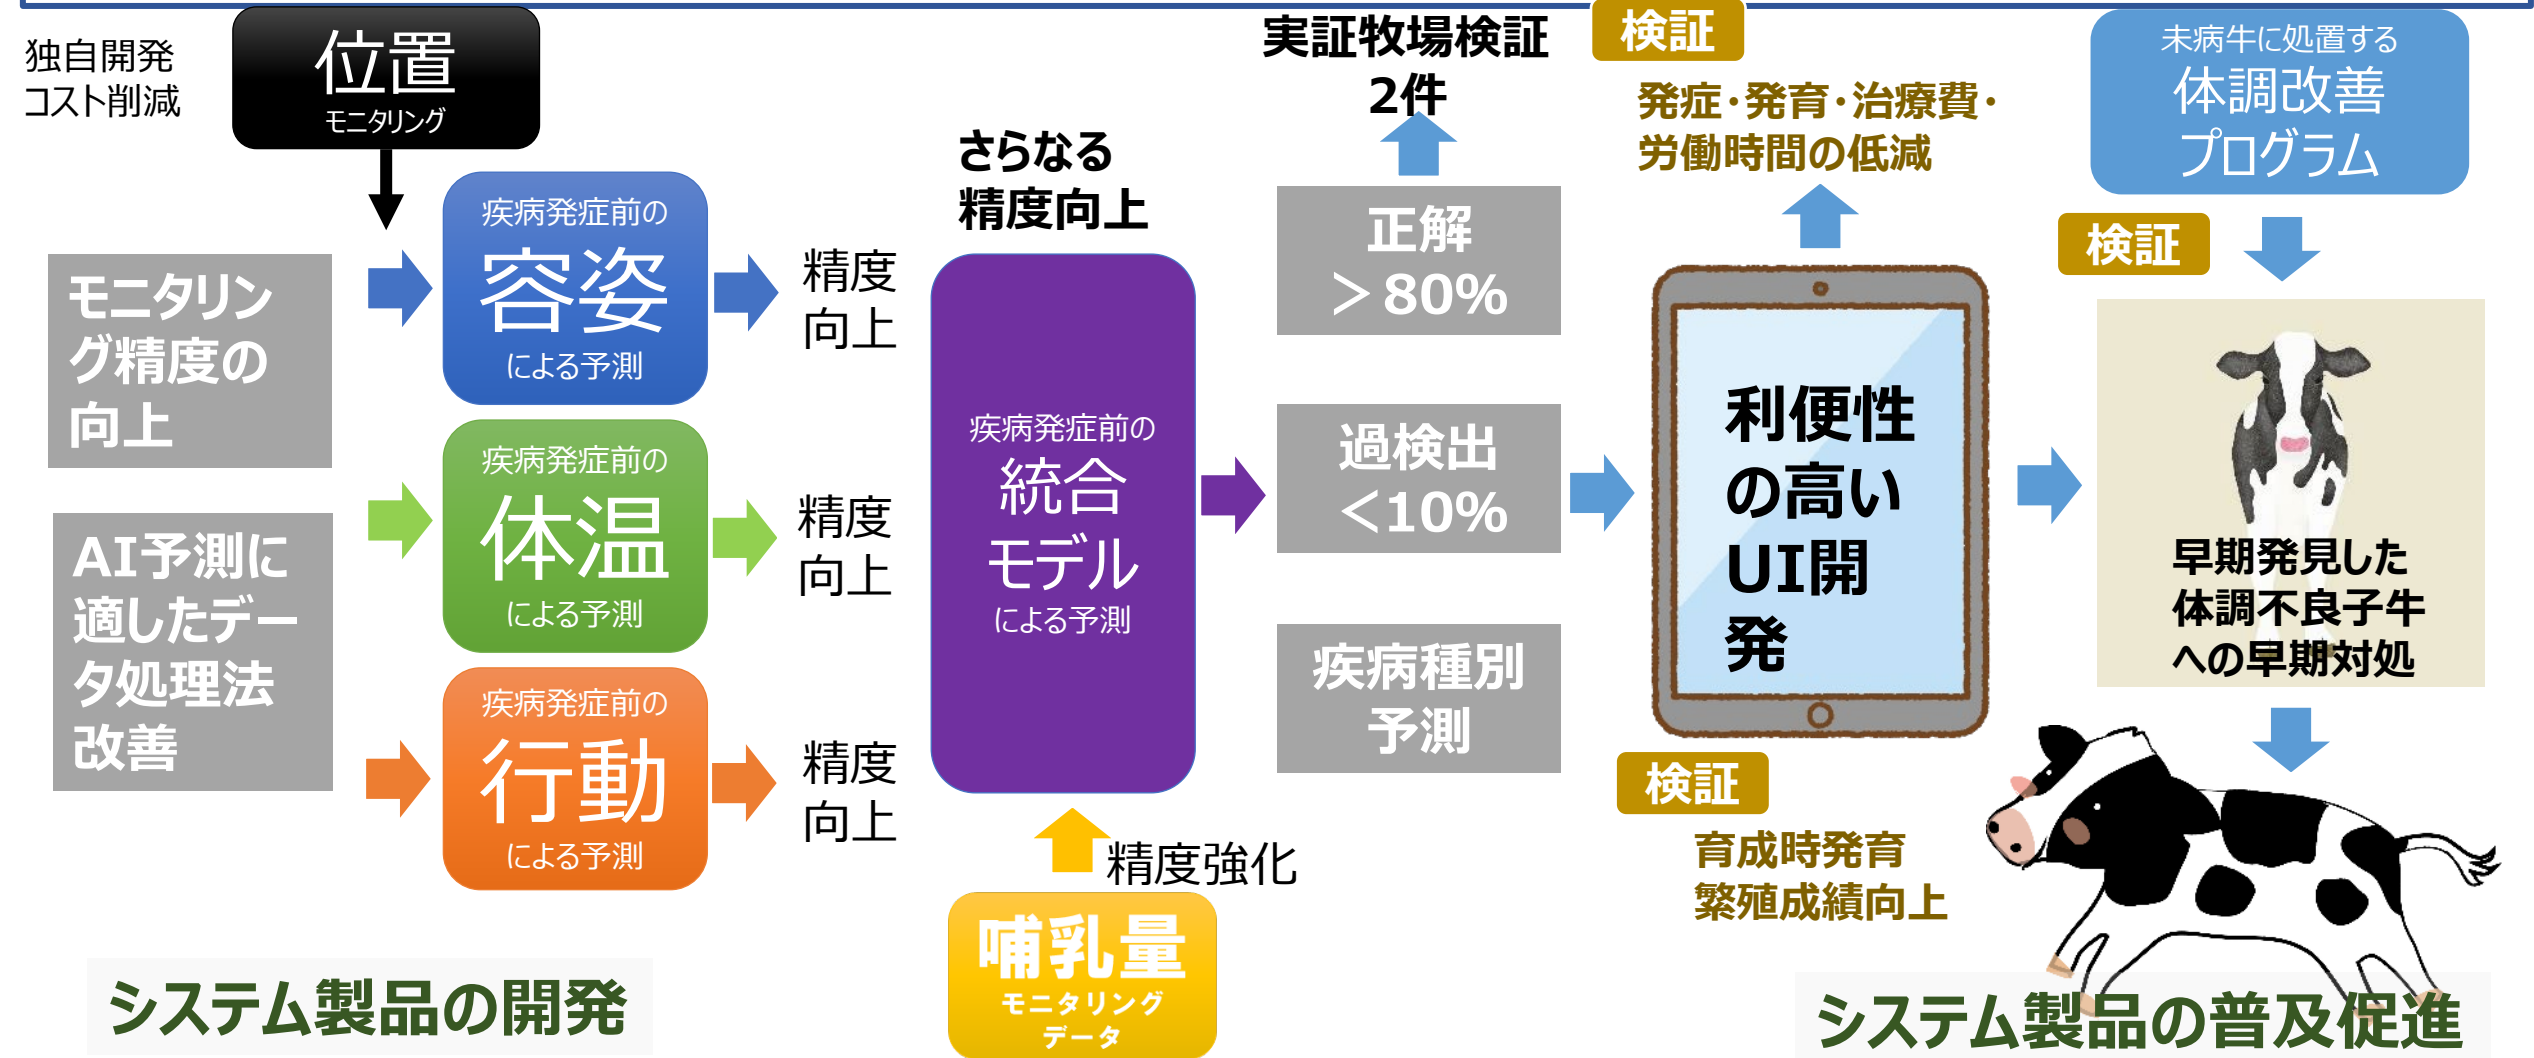 独自開発
コスト削減
位置
モニタリング
モニタリン
グ精度の
向上
AI予測に
適したデー
タ処理法
改善
疾病発症前の
容姿
による予測
精度
向上
疾病発症前の
体温
による予測
精度
向上
疾病発症前の
行動
による予測
精度
向上
さらなる
精度向上
疾病発症前の
統合
モデル
による予測
精度強化
哺乳量
モニタリング
データ
実証牧場検証
2件
正解
＞80%
過検出
＜10%
疾病種別
予測
検証
発症・発育・治療費・
労働時間の低減
利便性
の高い
UI開
発
検証
育成時発育
繁殖成績向上
未病牛に処置する
体調改善
プログラム
検証
早期発見した
体調不良子牛
への早期対処
システム製品の開発
システム製品の普及促進